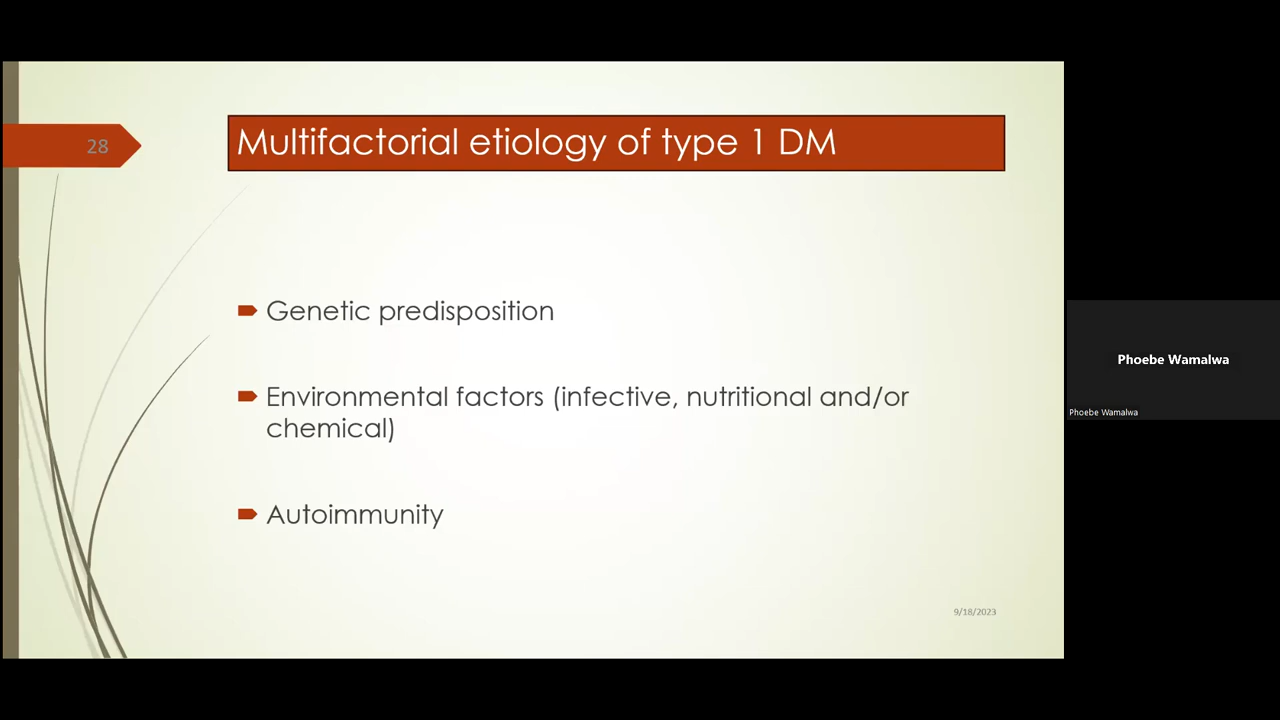 28
Multifactorial etiology of type 1 DM
Genetic predisposition
Environmental factors (infective, nutritional and/or
chemical)
Autoimmunity
9/18/2023
Phoebe Wamalwa
Phoebe Wamalwa